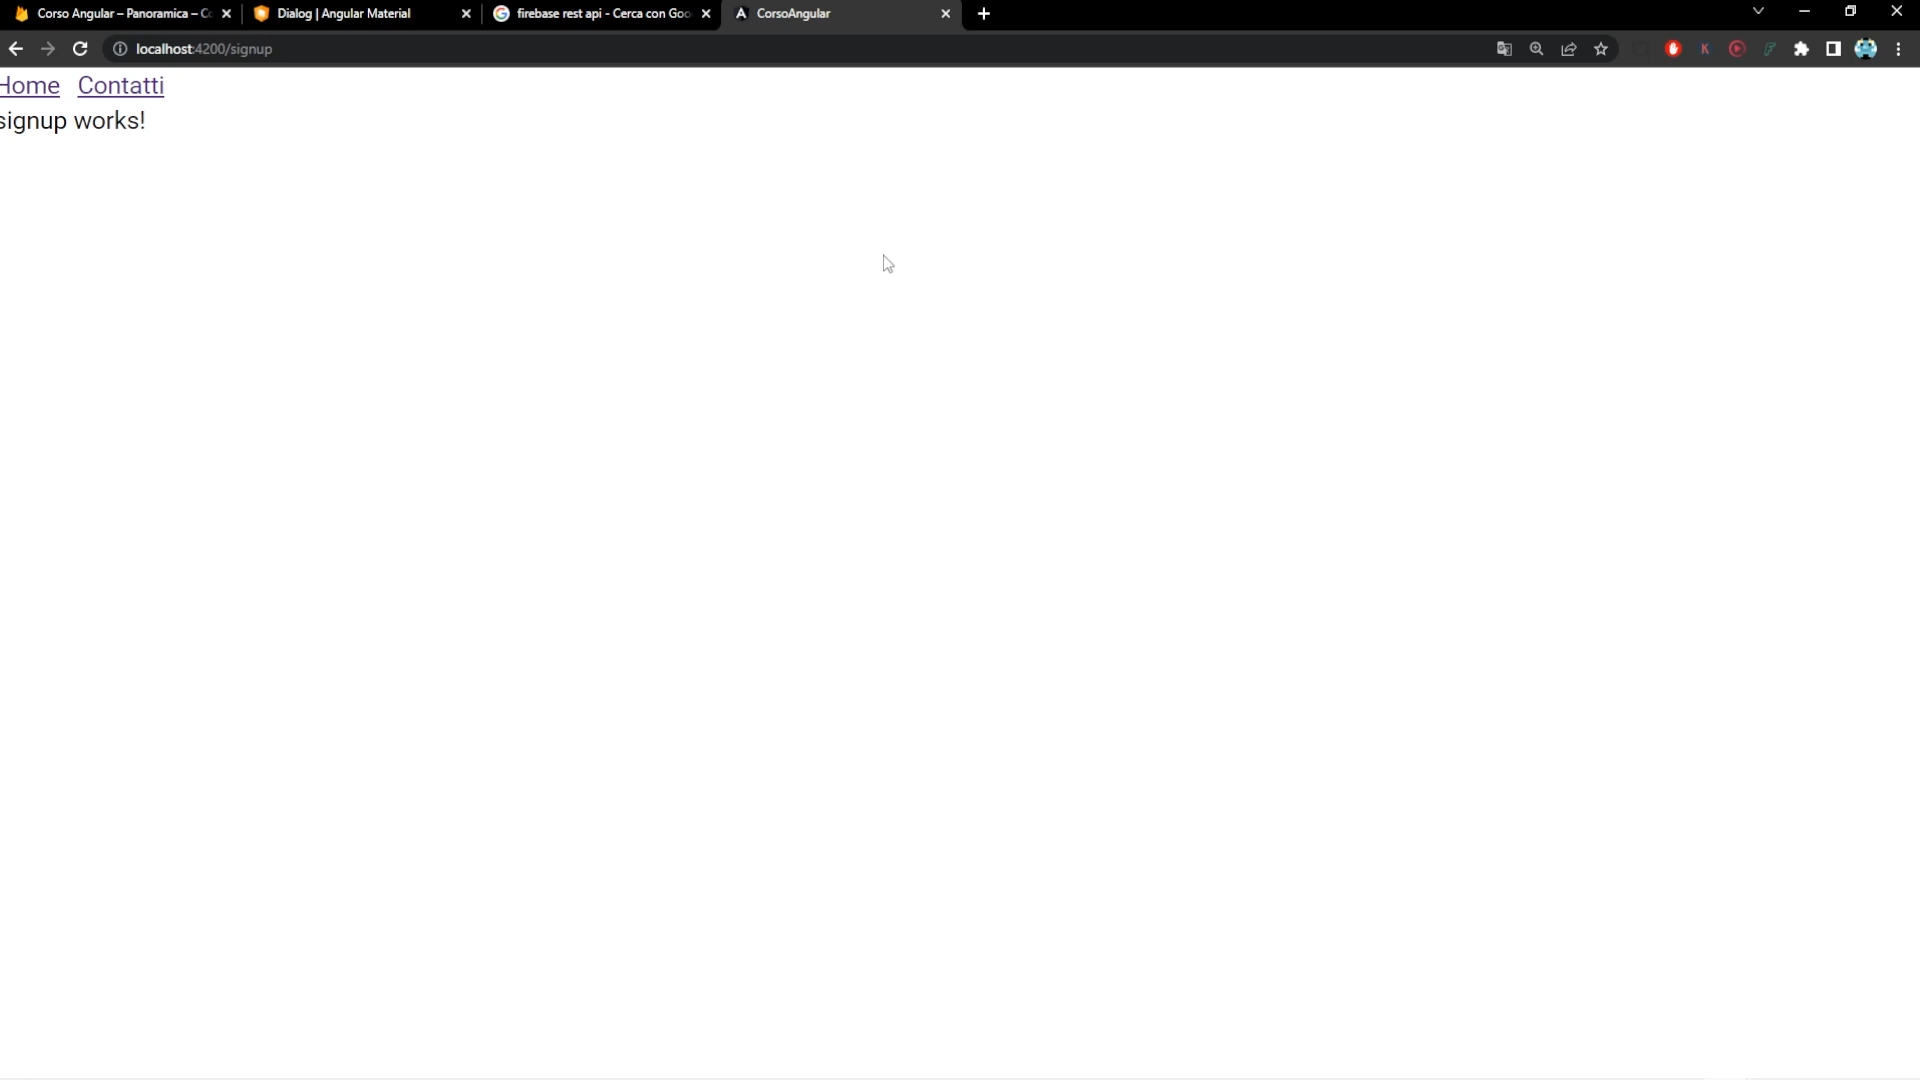 Corso Angular – Panoramica – Co
Dialog | Angular Material
firebase rest api - Cerca con Goo
CorsoAngular
localhost:4200/signup
Home Contatti
signup works!